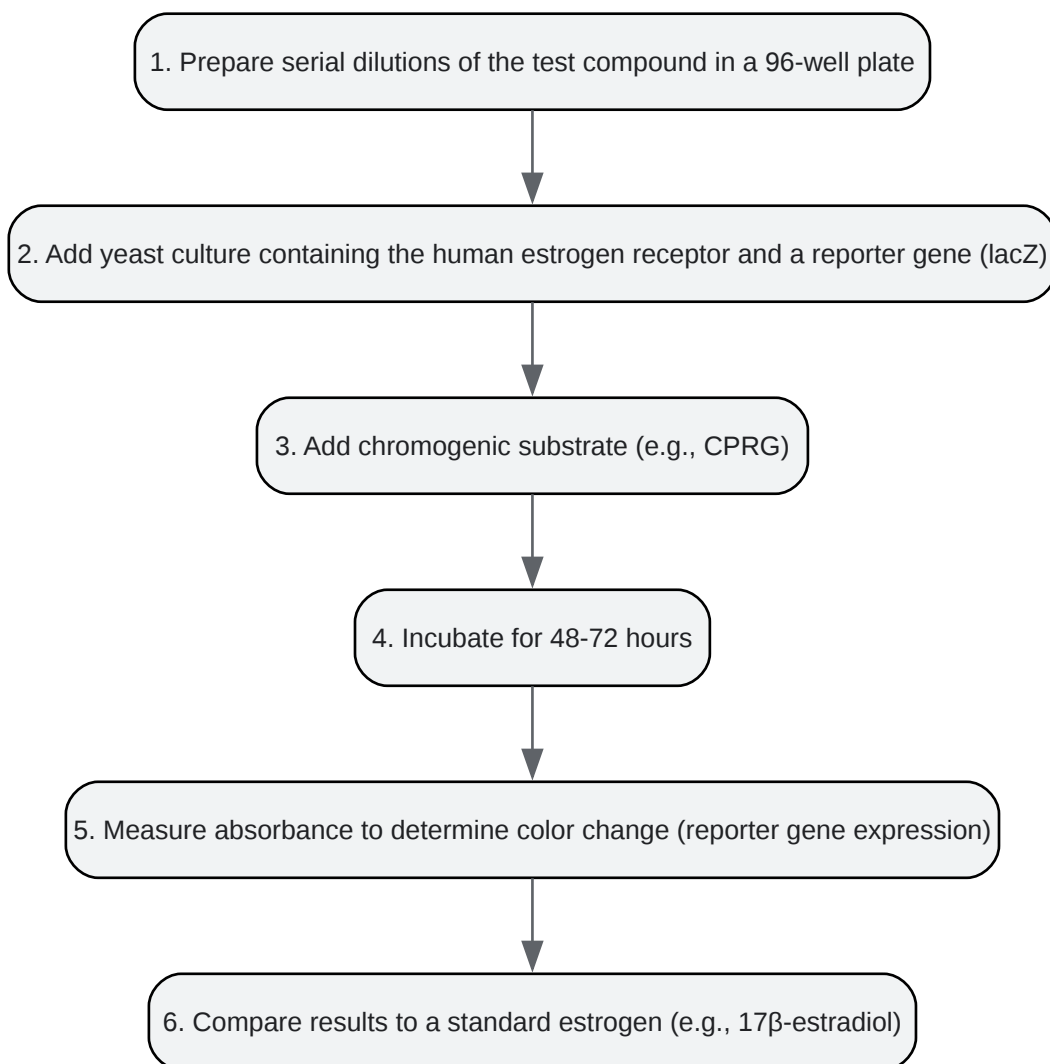 1. Prepare serial dilutions of the test compound in a 96-well plate
2. Add yeast culture containing the human estrogen receptor and a reporter gene (lacZ)
3. Add chromogenic substrate (e.g., CPRG)
4. Incubate for 48-72 hours
5. Measure absorbance to determine color change (reporter gene expression)
6. Compare results to a standard estrogen (e.g., 17β-estradiol)